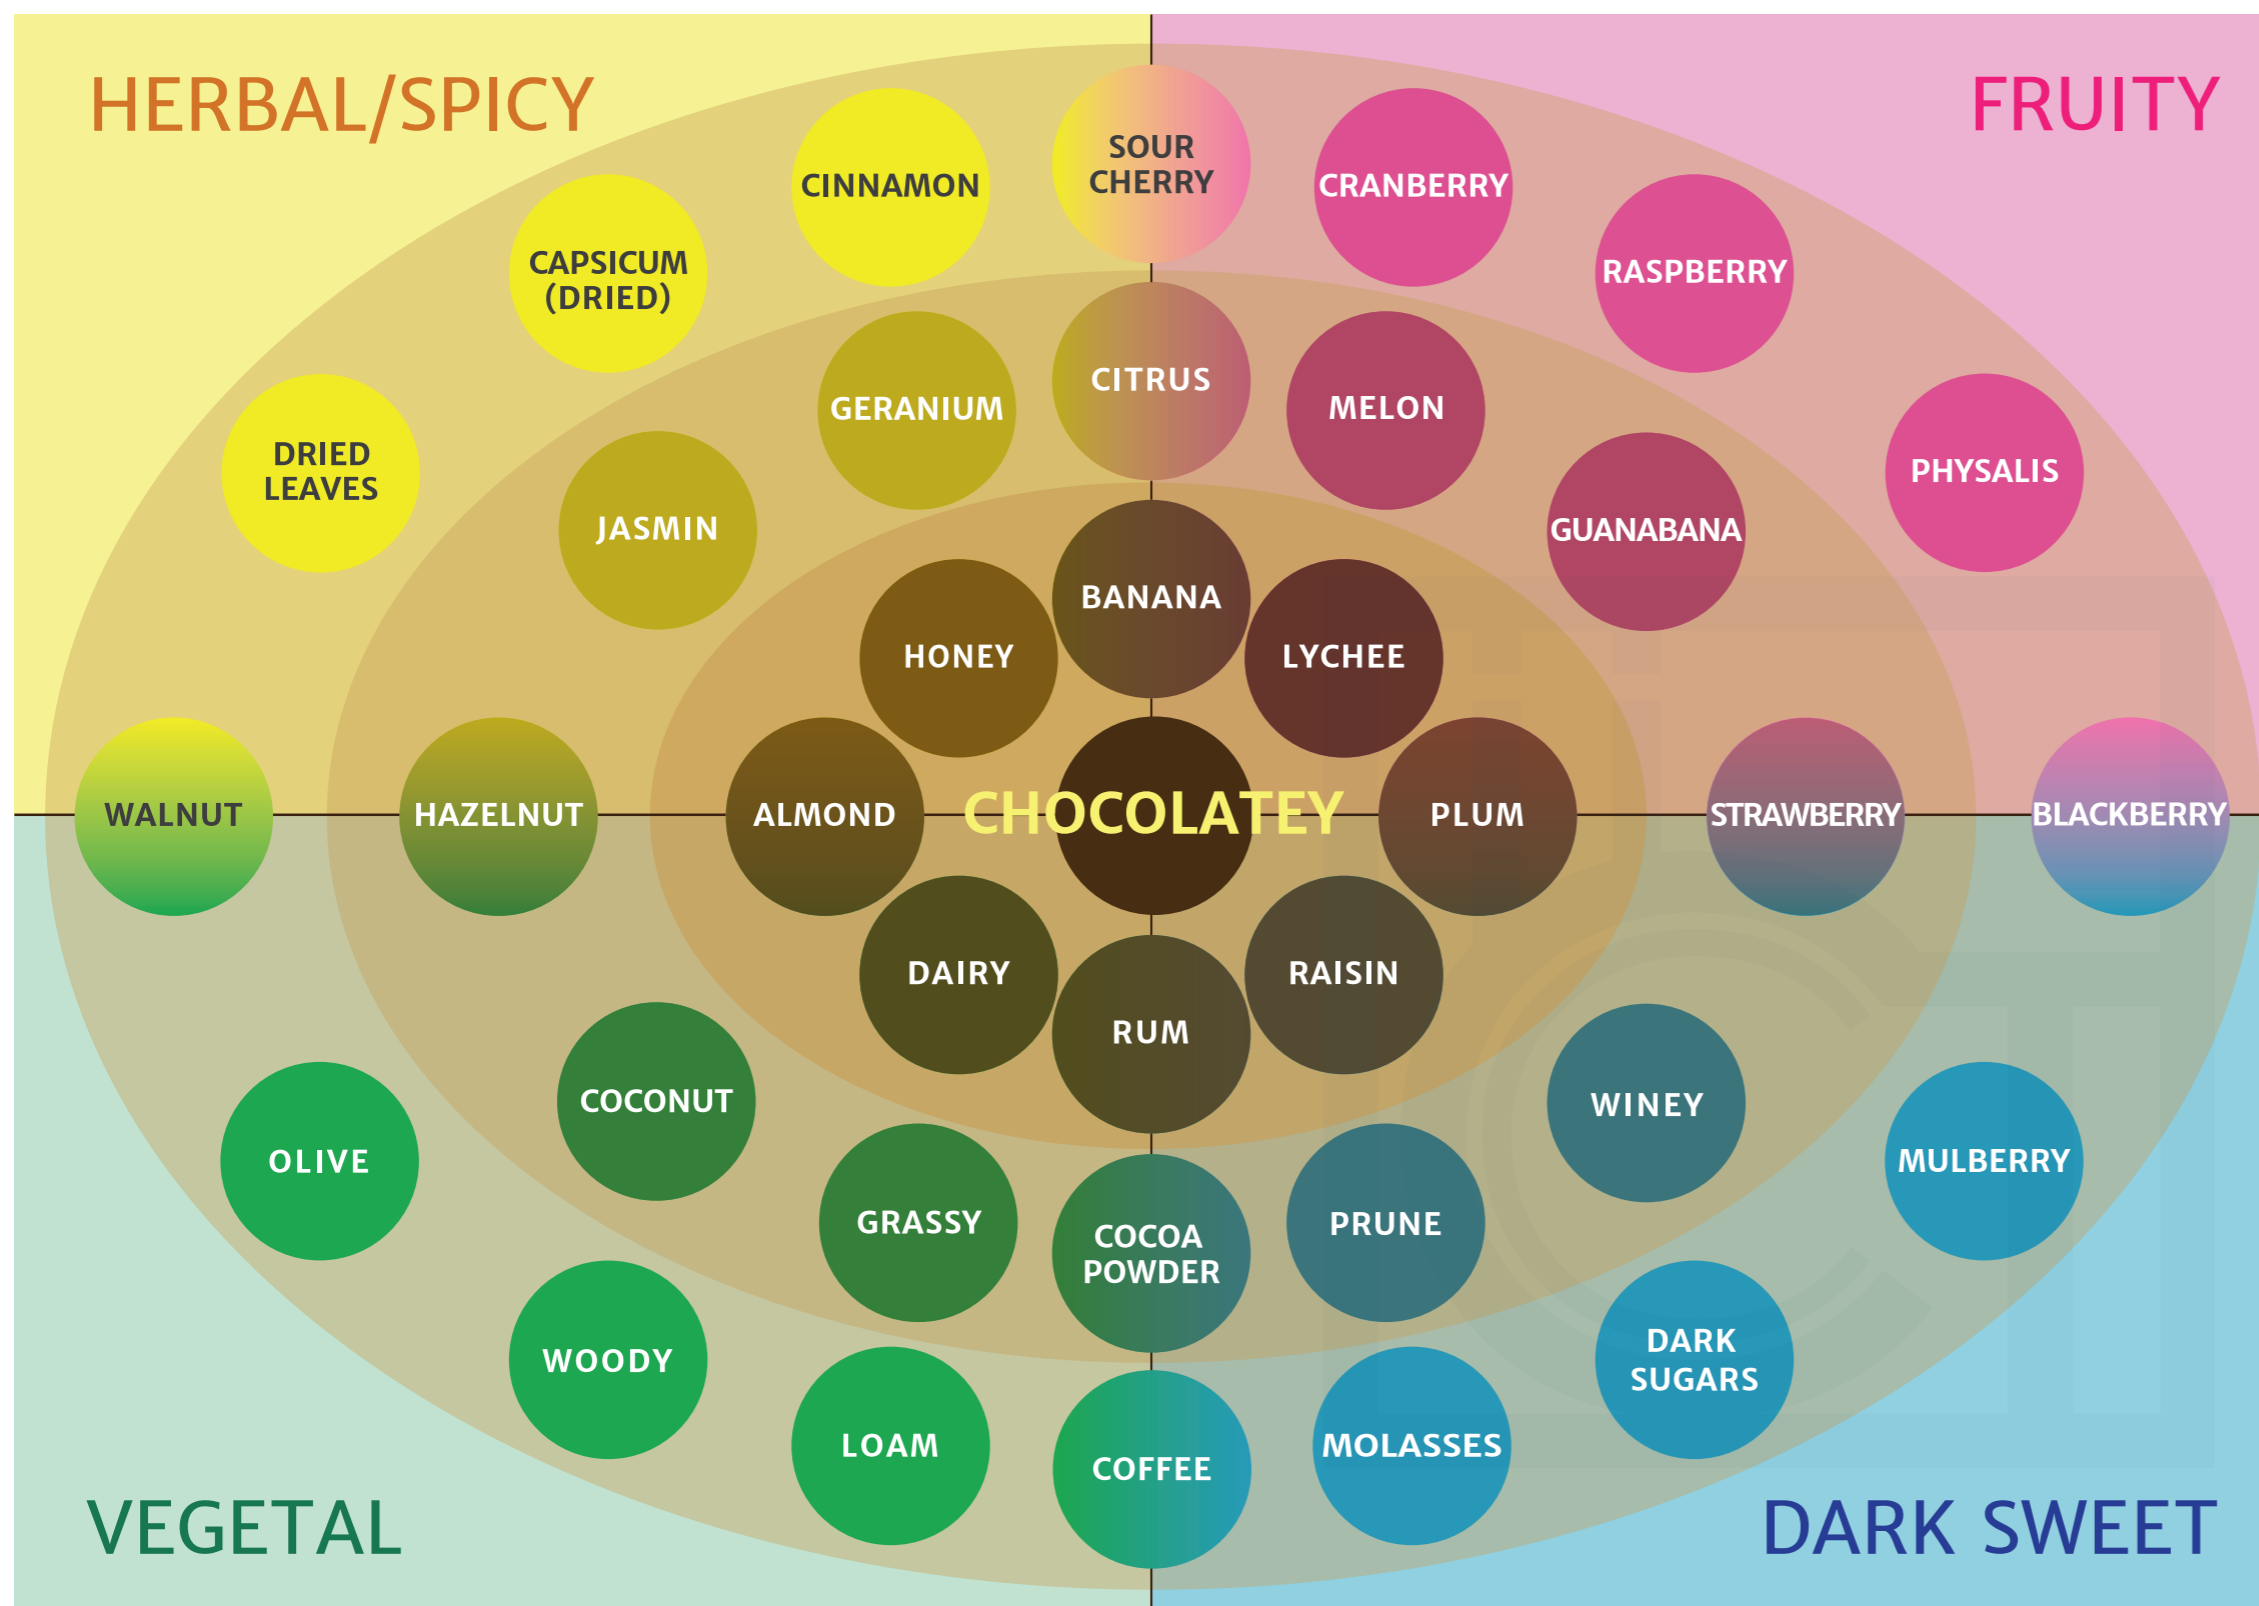 HERBAL/SPICY
FRUITY
CINNAMON
SOUR
CHERRY
CRANBERRY
CAPSICUM
(DRIED)
RASPBERRY
DRIED
LEAVES
GERANIUM
CITRUS
MELON
PHYSALIS
JASMIN
GUANABANA
HONEY
BANANA
LYCHEE
WALNUT
HAZELNUT
ALMOND
CHOCOLATEY
PLUM
STRAWBERRY
BLACKBERRY
DAIRY
RUM
RAISIN
COCONUT
WINEY
OLIVE
MULBERRY
GRASSY
COCOA
POWDER
PRUNE
WOODY
DARK
SUGARS
LOAM
COFFEE
MOLASSES
VEGETAL
DARK SWEET